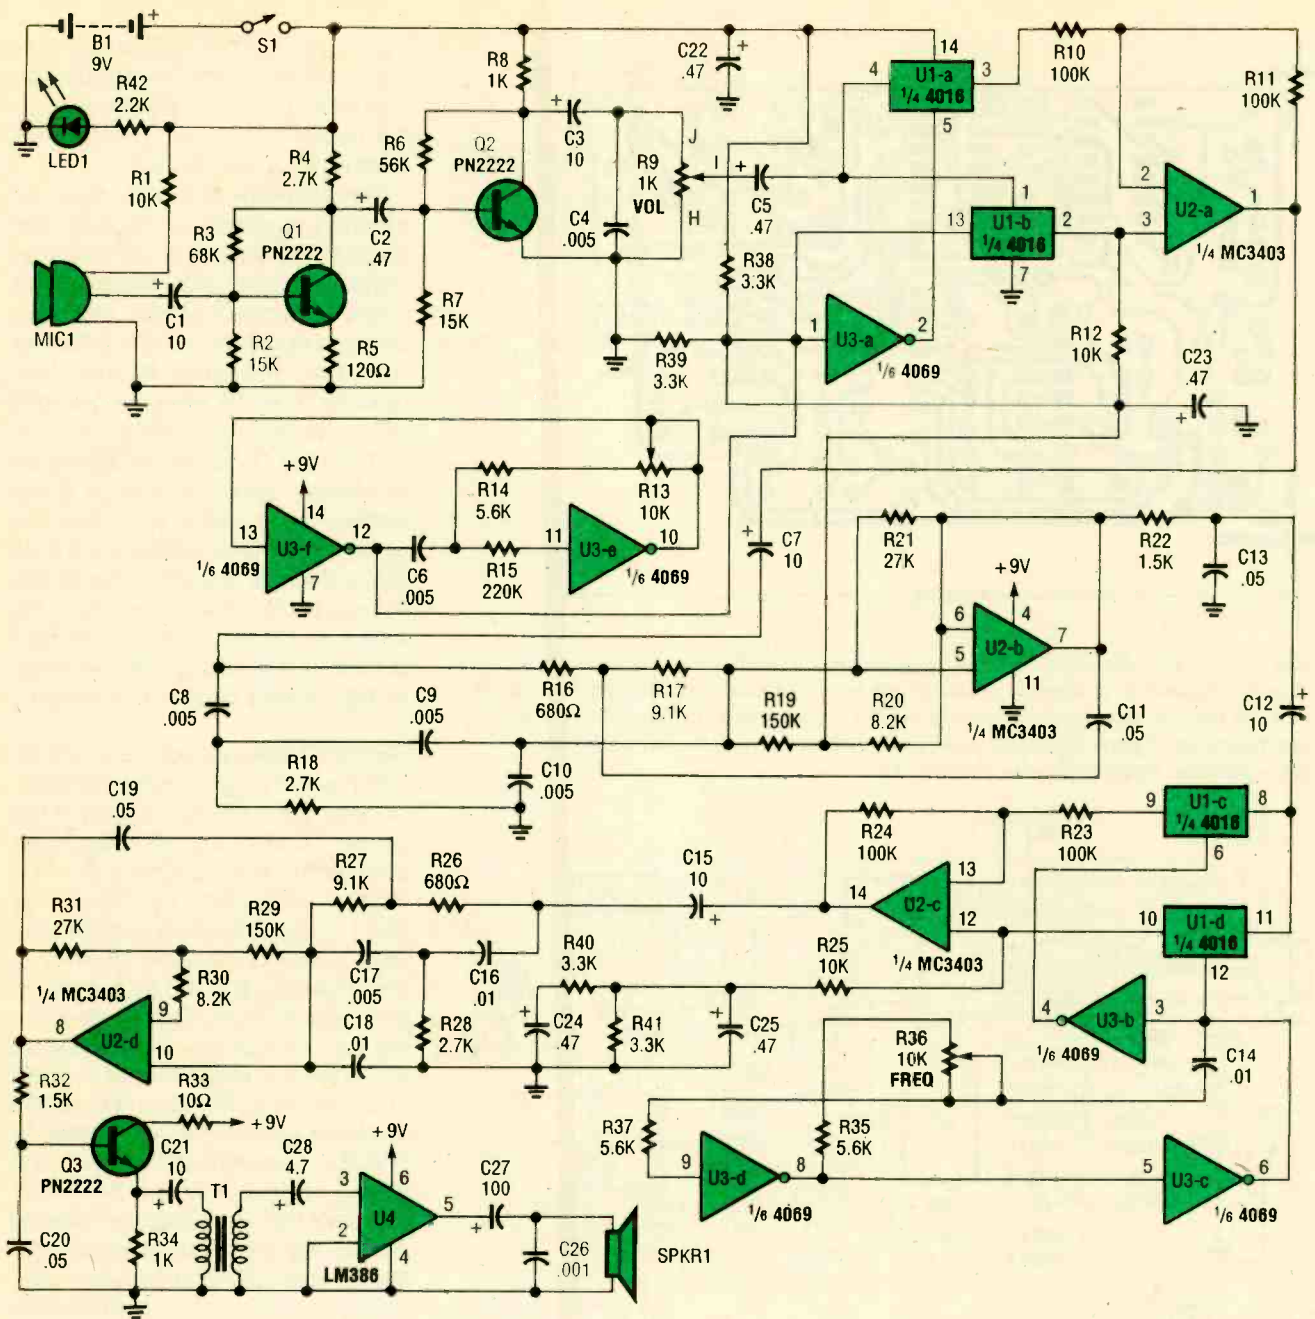 B1
9V
S1
R42
2.2K
LED1
R1
10K
MIC1
C1
10
R3
68K
R2
15K
Q1
PN2222
R4
2.7K
R5
120Ω
C2
.47
R6
56K
R7
15K
Q2
PN2222
R8
1K
C3
10
C4
.005
R9
1K
VOL
J
I
H
C5
.47
C22
.47
R38
3.3K
R39
3.3K
4
U1-a
1/4 4016
14
3
5
R10
100K
R11
100K
13
U1-b
1/4 4016
1
2
7
2
3
U2-a
1
1/4 MC3403
1
U3-a
2
1/6 4069
R12
10K
C23
.47
+9V
14
13
U3-f
12
7
1/6 4069
C6
.005
R14
5.6K
R15
220K
R13
10K
11
U3-e
10
1/6 4069
C7
10
R21
27K
R22
1.5K
C13
.05
+9V
4
6
5
U2-b
7
11
1/4 MC3403
C8
.005
C9
.005
R16
680Ω
R17
9.1K
R19
150K
R20
8.2K
C11
.05
C12
10
R18
2.7K
C10
.005
C19
.05
R24
100K
R23
100K
9
U1-c
1/4 4016
8
6
R27
9.1K
R26
680Ω
C15
10
14
U2-c
13
12
1/4 MC3403
10
U1-d
1/4 4016
11
12
R31
27K
R29
150K
R30
8.2K
C17
.005
C16
.01
R40
3.3K
R25
10K
1/4 MC3403
8
U2-d
9
10
C18
.01
R28
2.7K
C24
.47
R41
3.3K
C25
.47
4
U3-b
3
1/6 4069
C14
.01
R36
10K
FREQ
R32
1.5K
R33
10Ω
+9V
Q3
PN2222
C21
10
T1
C28
4.7
+9V
3
6
2
U4
5
4
LM386
C27
100
R37
5.6K
9
U3-d
8
1/6 4069
R35
5.6K
5
U3-c
6
1/6 4069
C20
.05
R34
1K
C26
.001
SPKR1